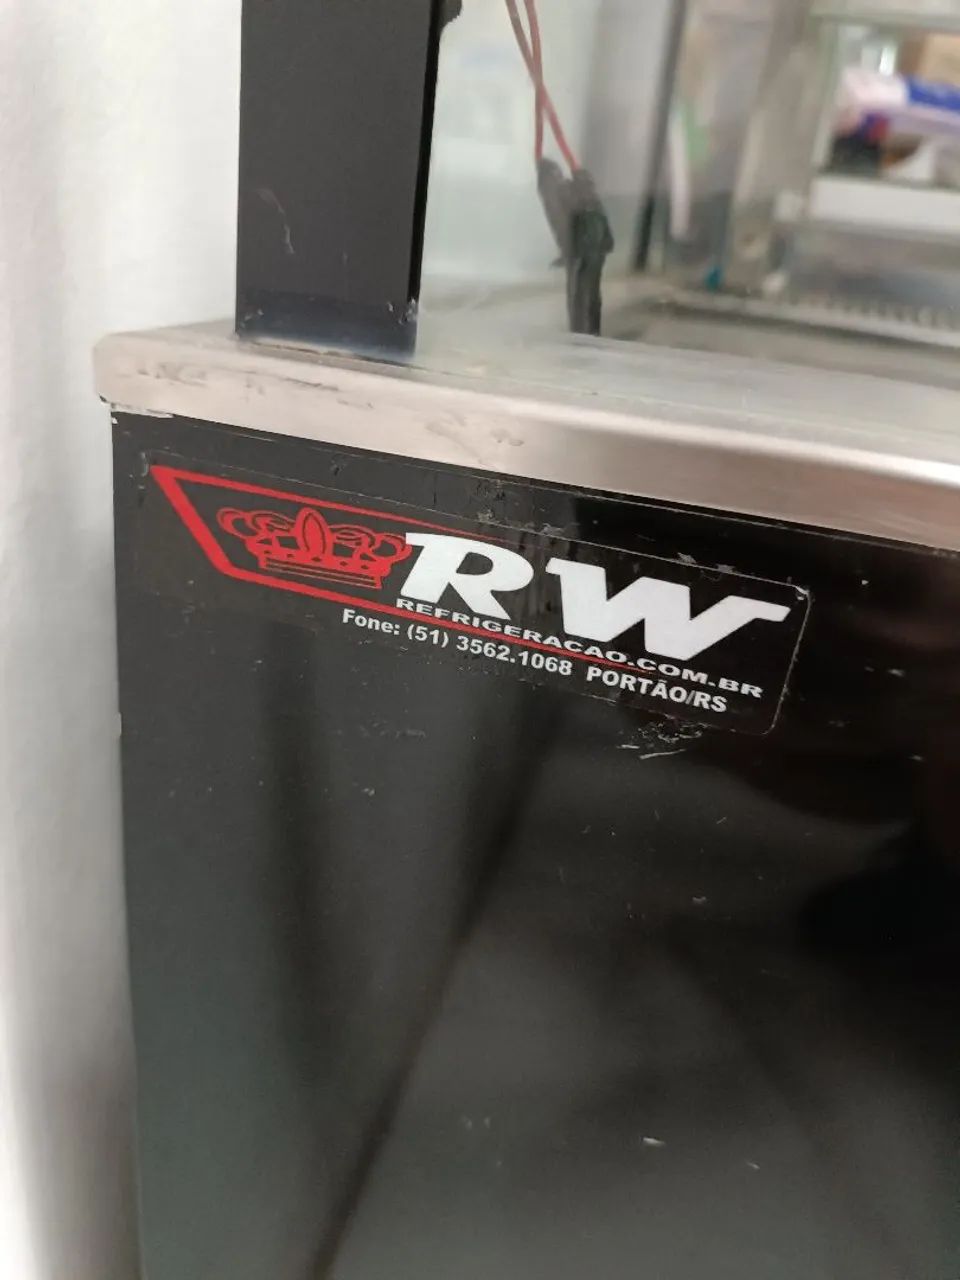 RW
REFRIGERACAO.COM.BR
Fone: (51) 3562.1068 PORTÃO/RS